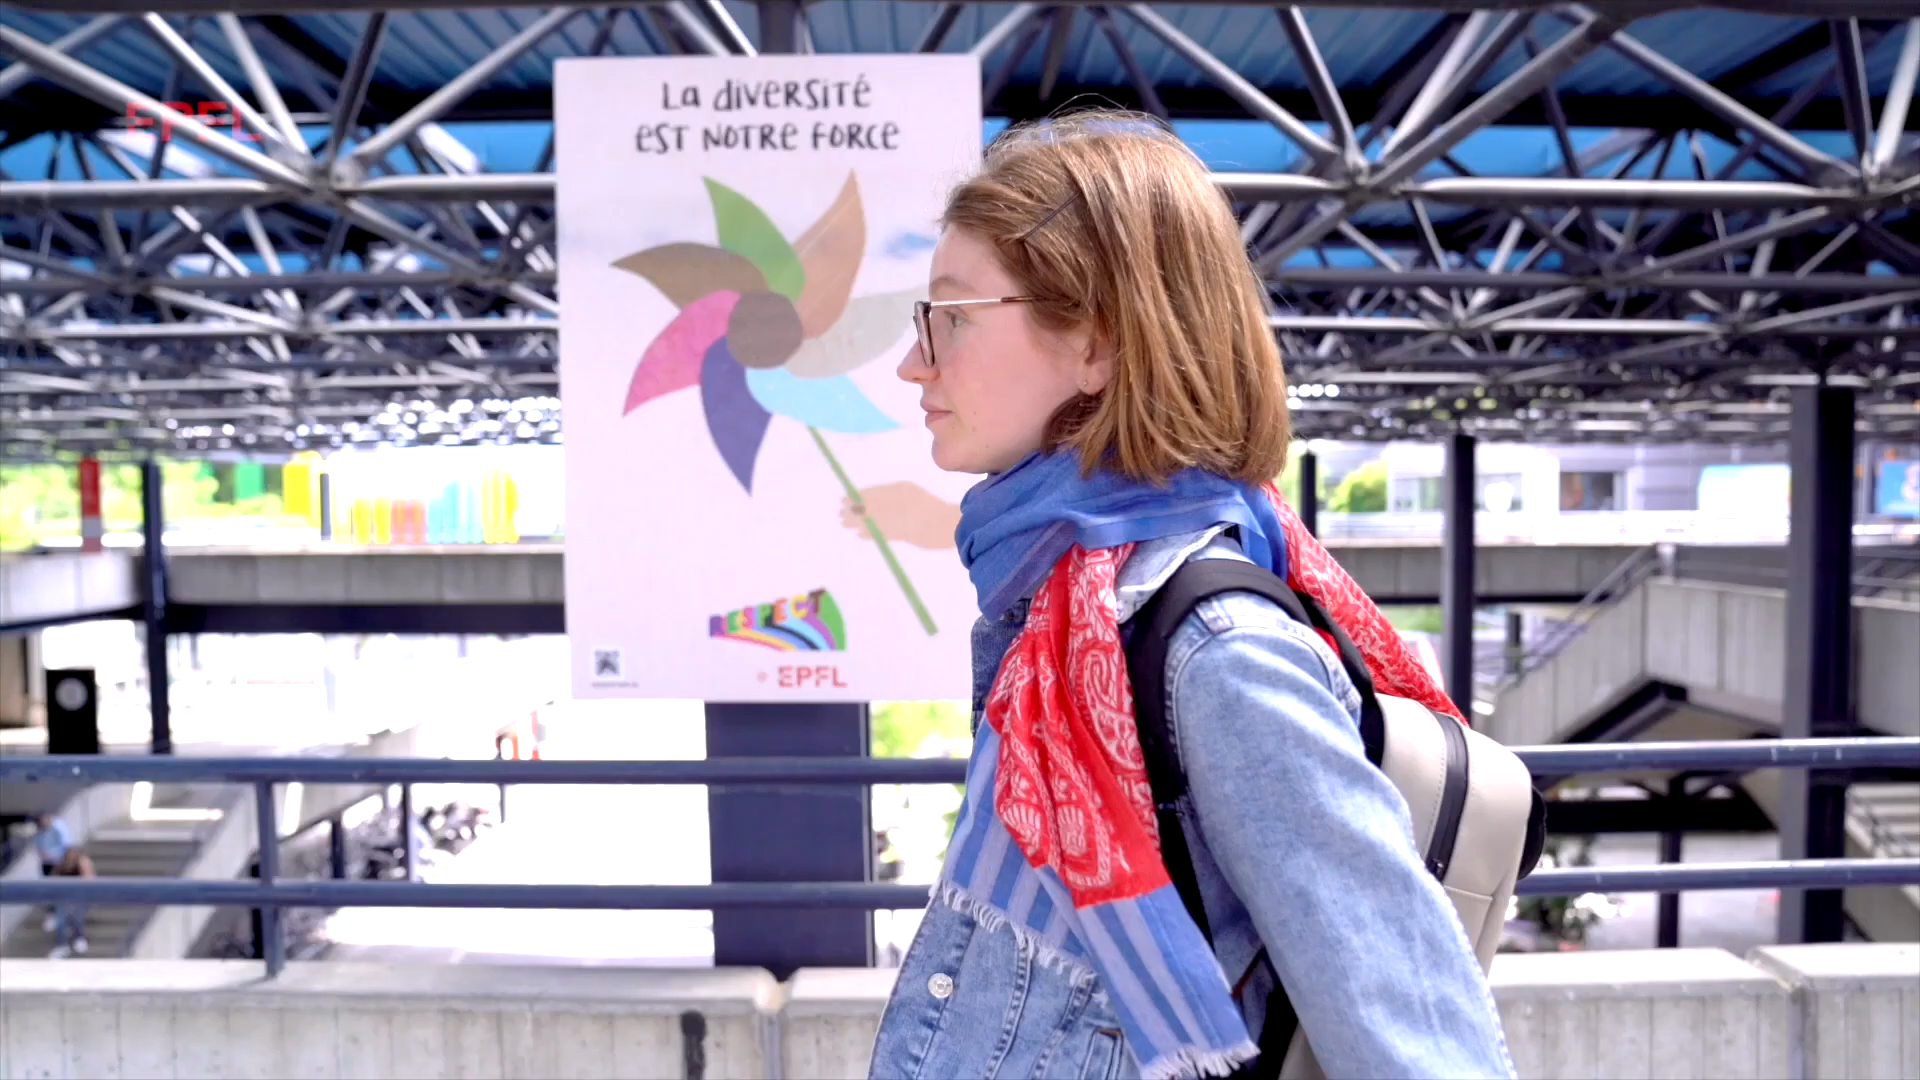 EPFL
La diversité
est notre force
RESPECT
EPFL